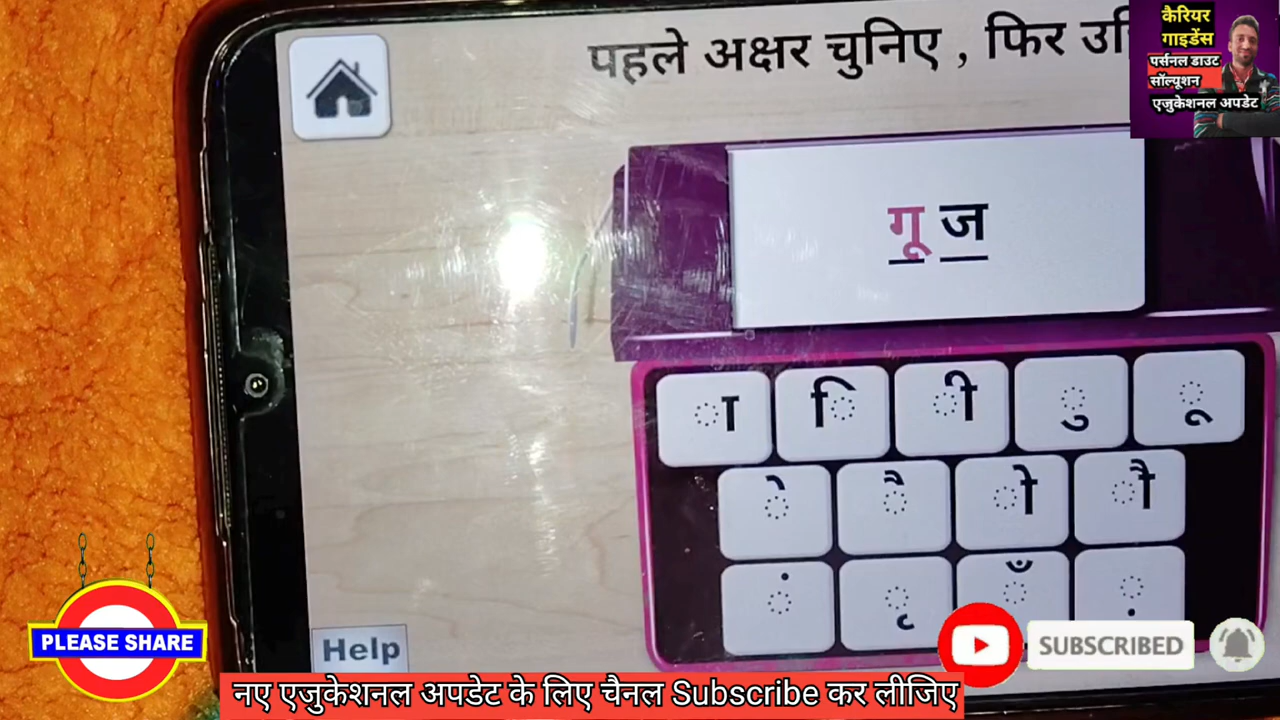 पहले अक्षर चुनिए , फिर
कैरियर
गाइडेंस
पर्सनल डाउट
सॉल्यूशन
एजुकेशनल अपडेट
गू ज
ा ि ी ु ू
े ै ो ौ
ं ृ ँ ़
Help
PLEASE SHARE
SUBSCRIBED
नए एजुकेशनल अपडेट के लिए चैनल Subscribe कर लीजिए